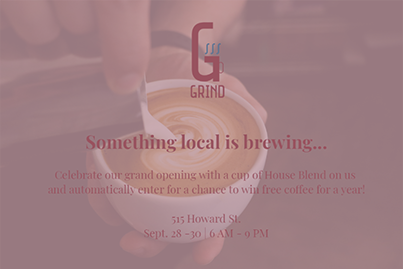 G
GRIND
Something local is brewing...
Celebrate our grand opening with a cup of House Blend on us
and automatically enter for a chance to win free coffee for a year!
515 Howard St.
Sept. 28 -30 | 6 AM - 9 PM